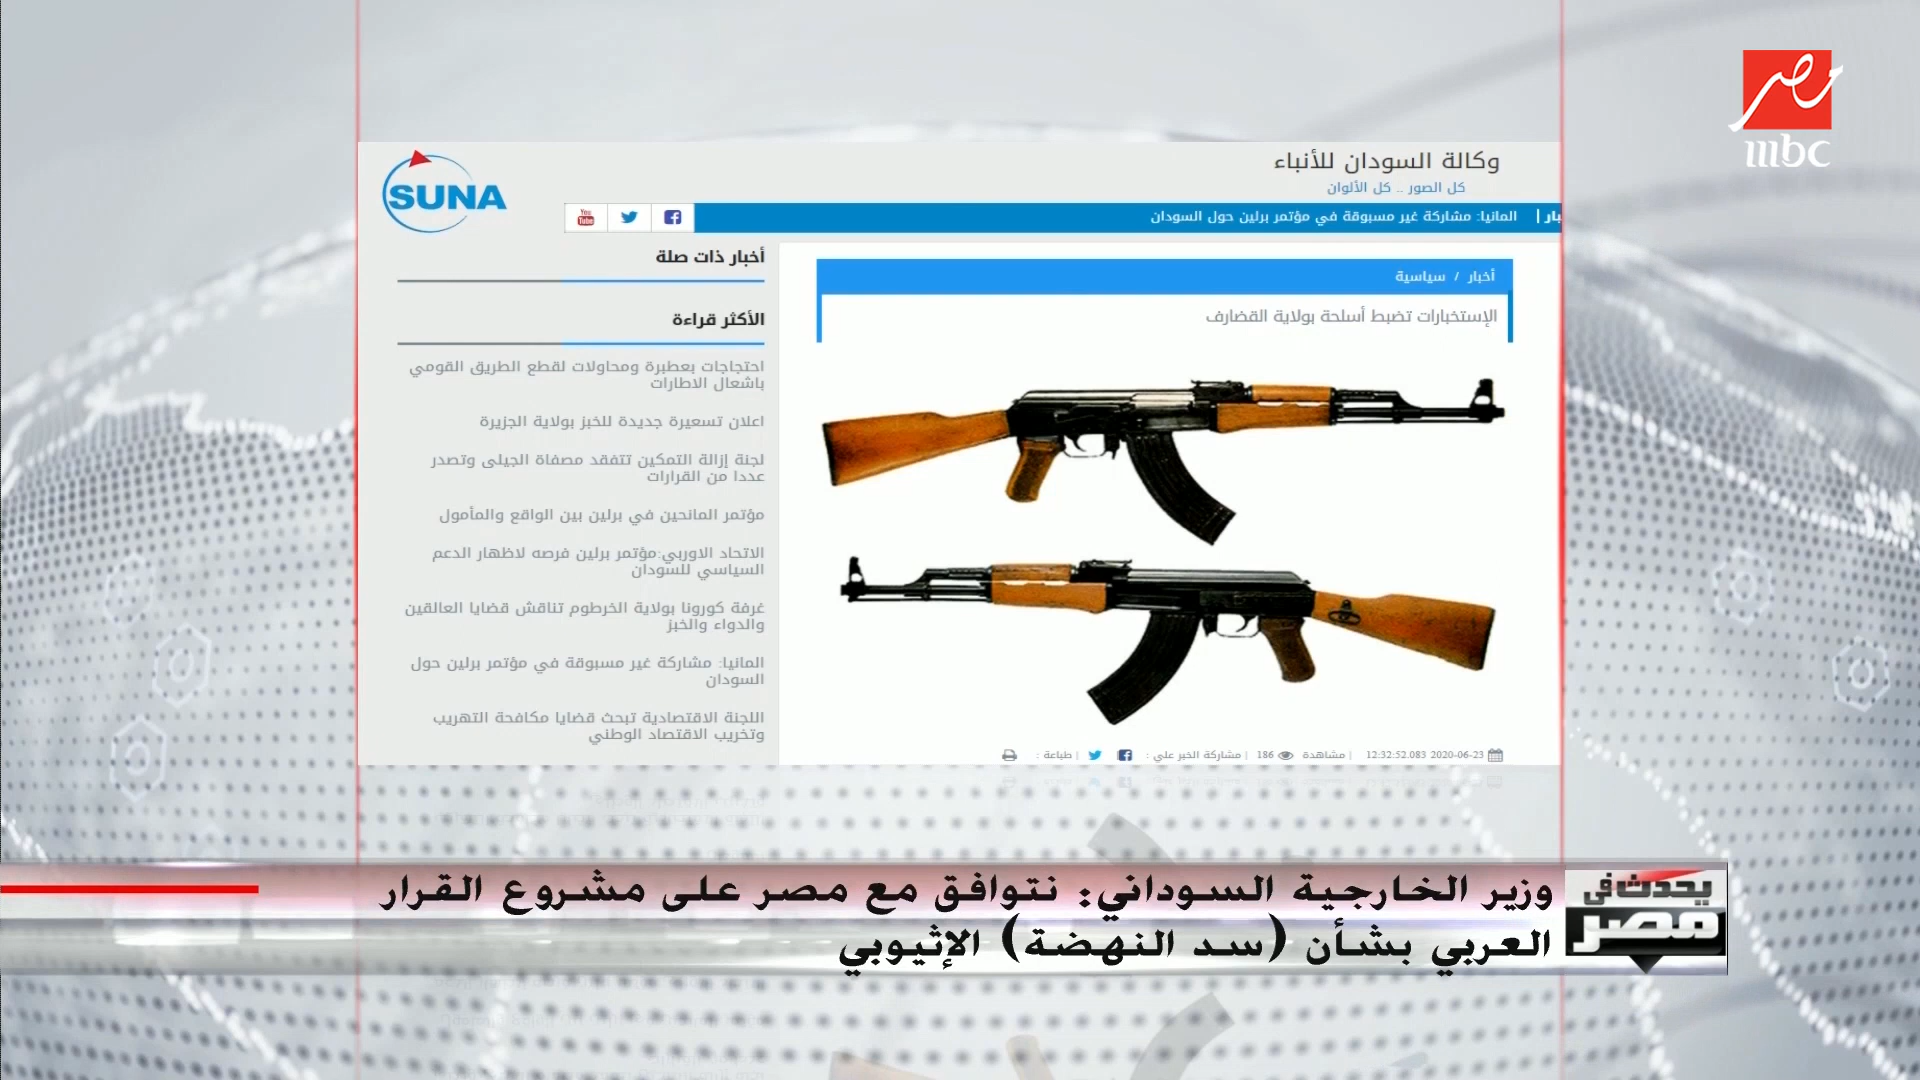 مصر
mbc
وكالة السودان للأنباء
كل الصور .. كل الألوان
SUNA
المانيا: مشاركة غير مسبوقة في مؤتمر برلين حول السودان
You Tube
أخبار / سياسية
الإستخبارات تضبط أسلحة بولاية القضارف
2020-06-23 12:32:52.083 | مشاهدة 186 | مشاركة الخبر علي : | طباعة :
أخبار ذات صلة
الأكثر قراءة
احتجاجات بعطبرة ومحاولات لقطع الطريق القومي
باشعال الاطارات
اعلان تسعيرة جديدة للخبز بولاية الجزيرة
لجنة إزالة التمكين تتفقد مصفاة الجيلى وتصدر
عددا من القرارات
مؤتمر المانحين في برلين بين الواقع والمأمول
الاتحاد الاوربي:مؤتمر برلين فرصه لاظهار الدعم
السياسي للسودان
غرفة كورونا بولاية الخرطوم تناقش قضايا العالقين
والدواء والخبز
المانيا: مشاركة غير مسبوقة في مؤتمر برلين حول
السودان
اللجنة الاقتصادية تبحث قضايا مكافحة التهريب
وتخريب الاقتصاد الوطني
يحدث في
مصر
وزير الخارجية السوداني: نتوافق مع مصر على مشروع القرار
العربي بشأن (سد النهضة) الإثيوبي